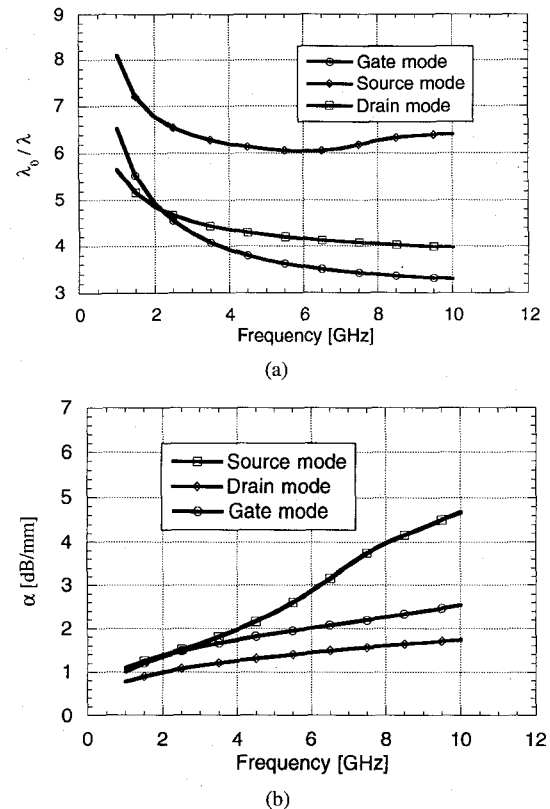 9
8
7
6
5
4
3
λ₀ / λ
Gate mode
Source mode
Drain mode
0 2 4 6 8 10 12
Frequency [GHz]
(a)
7
6
5
4
3
2
1
0
α [dB/mm]
Source mode
Drain mode
Gate mode
0 2 4 6 8 10 12
Frequency [GHz]
(b)